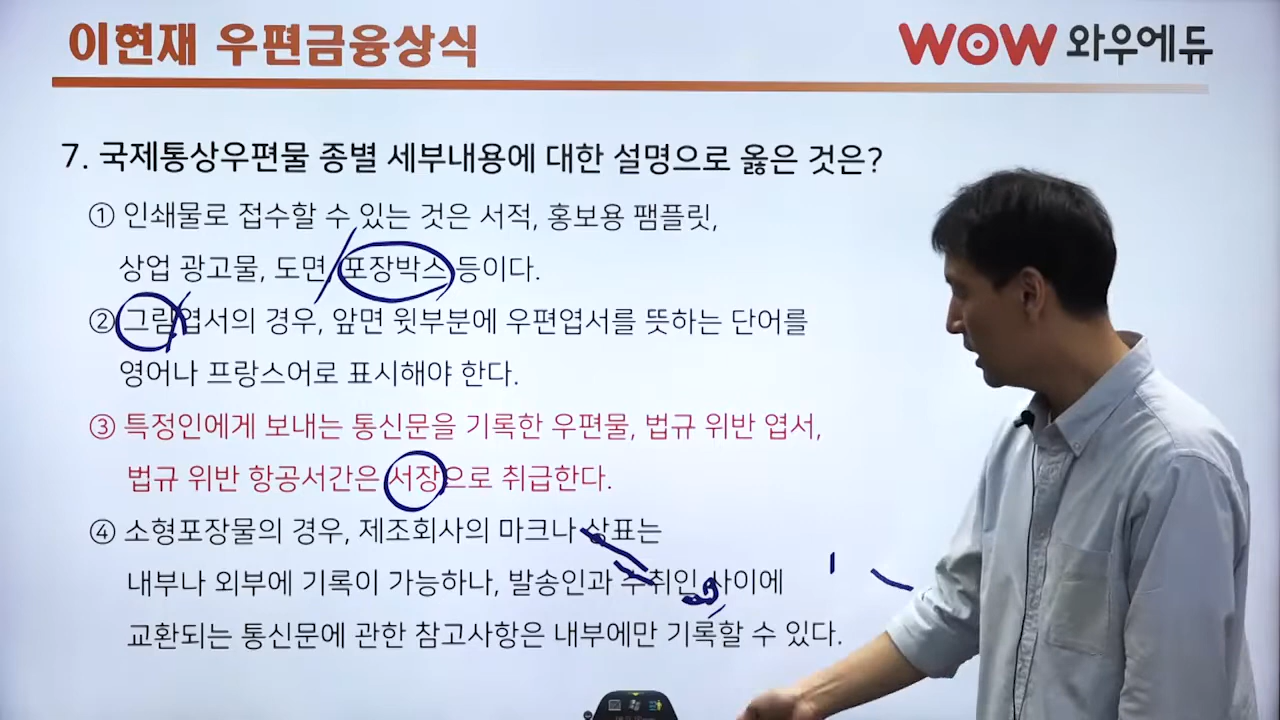 이현재 우편금융상식
WOW 와우에듀
7. 국제통상우편물 종별 세부내용에 대한 설명으로 옳은 것은?
① 인쇄물로 접수할 수 있는 것은 서적, 홍보용 팸플릿,
상업 광고물, 도면, 포장박스 등이다.
② 그림엽서의 경우, 앞면 윗부분에 우편엽서를 뜻하는 단어를
영어나 프랑스어로 표시해야 한다.
③ 특정인에게 보내는 통신문을 기록한 우편물, 법규 위반 엽서,
법규 위반 항공서간은 서장으로 취급한다.
④ 소형포장물의 경우, 제조회사의 마크나 상표는
내부나 외부에 기록이 가능하나, 발송인과 수취인 사이에
교환되는 통신문에 관한 참고사항은 내부에만 기록할 수 있다.